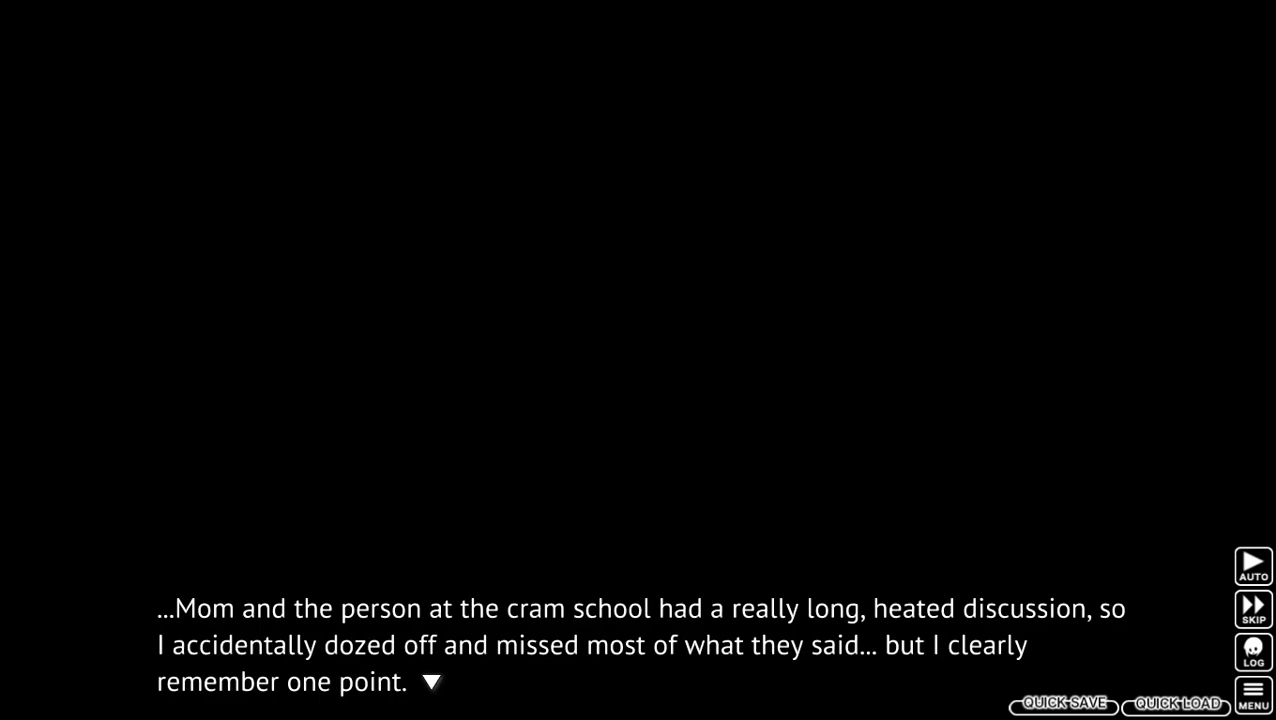 ...Mom and the person at the cram school had a really long, heated discussion, so
I accidentally dozed off and missed most of what they said... but I clearly
remember one point.
AUTO
SKIP
LOG
MENU
QUICK SAVE
QUICK LOAD